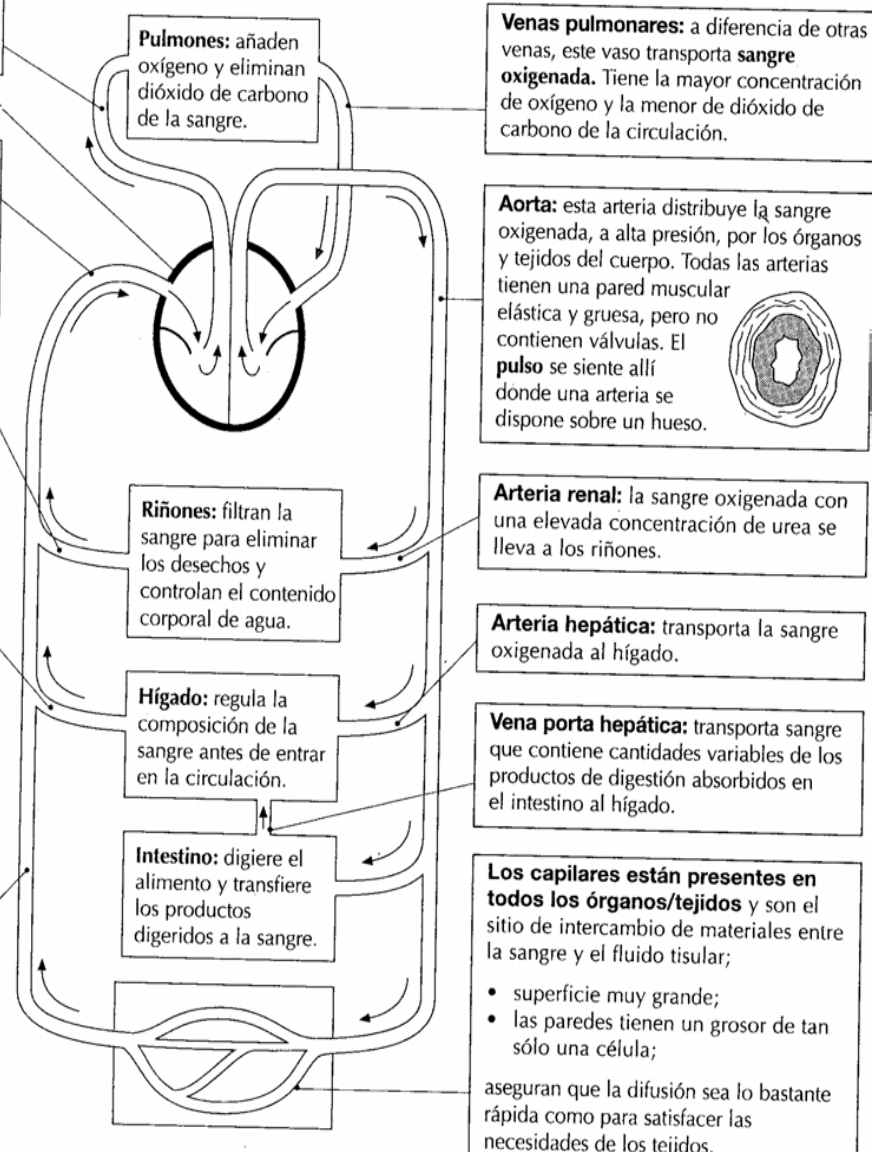 Pulmones: añaden
oxígeno y eliminan
dióxido de carbono
de la sangre.
Venas pulmonares: a diferencia de otras
venas, este vaso transporta sangre
oxigenada. Tiene la mayor concentración
de oxígeno y la menor de dióxido de
carbono de la circulación.
Aorta: esta arteria distribuye la sangre
oxigenada, a alta presión, por los órganos
y tejidos del cuerpo. Todas las arterias
tienen una pared muscular
elástica y gruesa, pero no
contienen válvulas. El
pulso se siente allí
donde una arteria se
dispone sobre un hueso.
Riñones: filtran la
sangre para eliminar
los desechos y
controlan el contenido
corporal de agua.
Arteria renal: la sangre oxigenada con
una elevada concentración de urea se
lleva a los riñones.
Arteria hepática: transporta la sangre
oxigenada al hígado.
Hígado: regula la
composición de la
sangre antes de entrar
en la circulación.
Vena porta hepática: transporta sangre
que contiene cantidades variables de los
productos de digestión absorbidos en
el intestino al hígado.
Intestino: digiere el
alimento y transfiere
los productos
digeridos a la sangre.
Los capilares están presentes en
todos los órganos/tejidos y son el
sitio de intercambio de materiales entre
la sangre y el fluido tisular;
• superficie muy grande;
• las paredes tienen un grosor de tan
sólo una célula;
aseguran que la difusión sea lo bastante
rápida como para satisfacer las
necesidades de los tejidos.